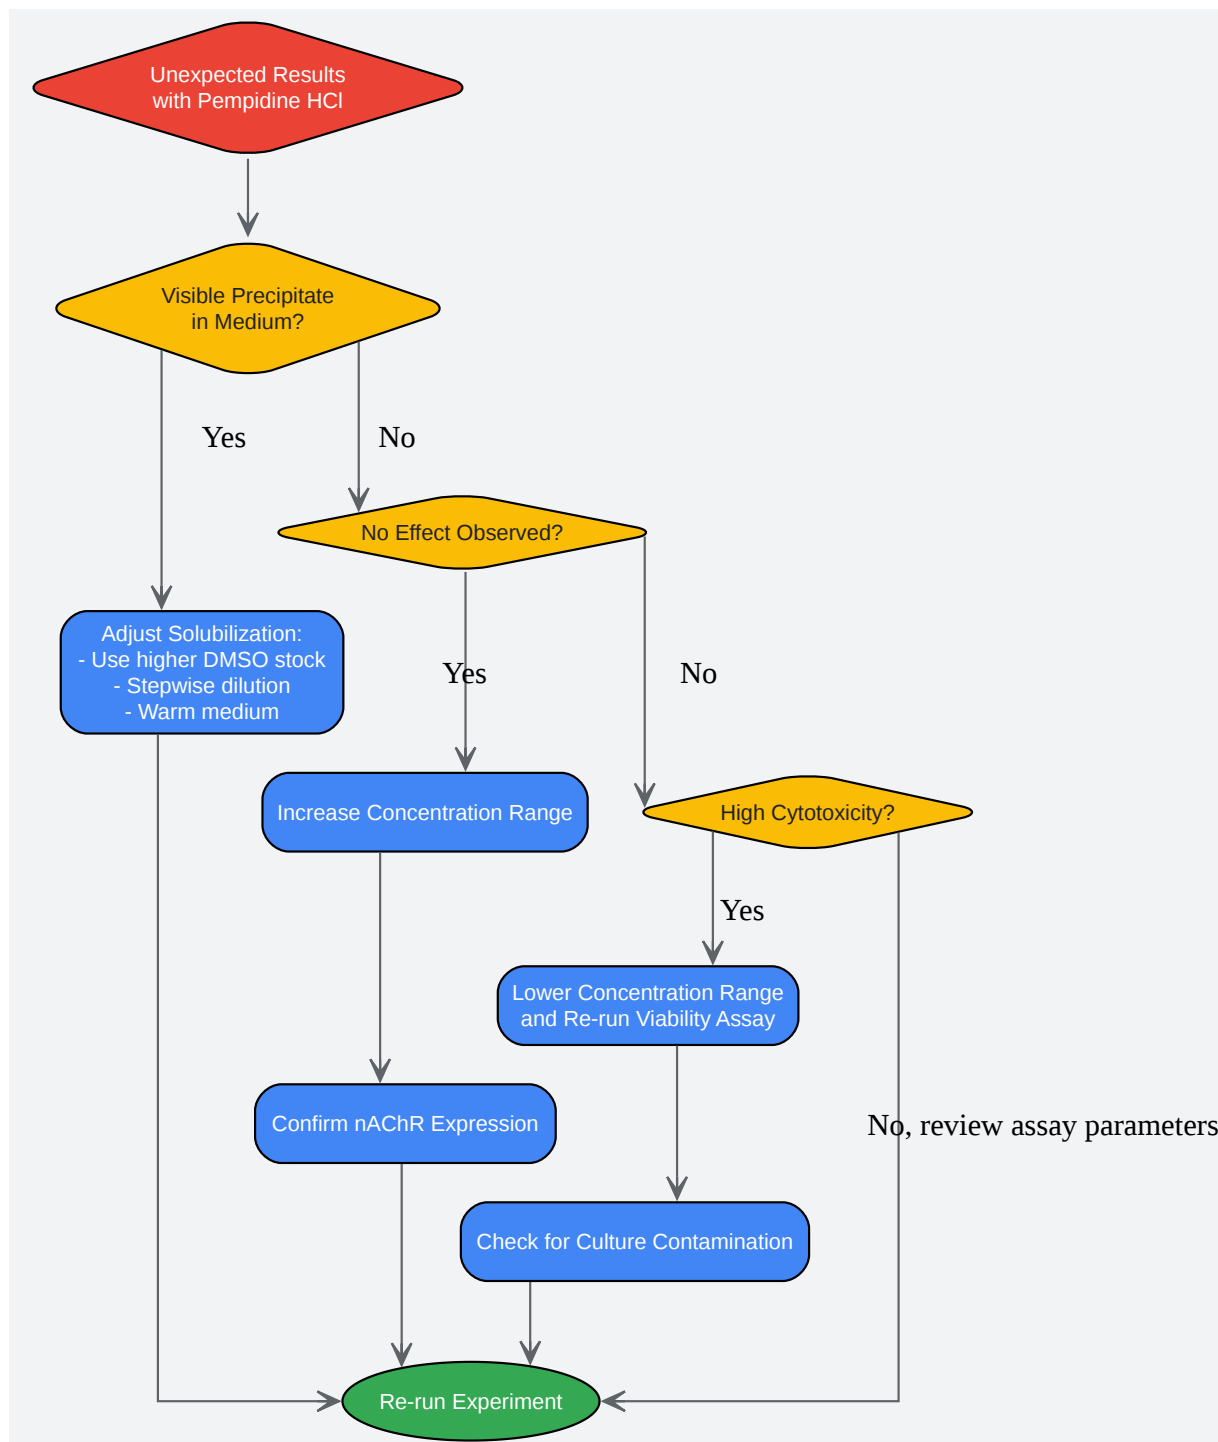 Unexpected Results
with Pempidine HCl
Visible Precipitate
in Medium?
Yes
No
No Effect Observed?
Adjust Solubilization:
- Use higher DMSO stock
- Stepwise dilution
- Warm medium
Yes
No
Increase Concentration Range
High Cytotoxicity?
Yes
Lower Concentration Range
and Re-run Viability Assay
Confirm nAChR Expression
No, review assay parameters
Check for Culture Contamination
Re-run Experiment